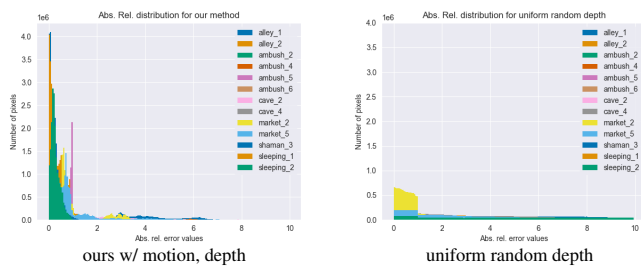 Abs. Rel. distribution for our method
1e6
4.0
3.5
3.0
2.5
2.0
1.5
1.0
0.5
0.0
Number of pixels
alley_1
alley_2
ambush_2
ambush_4
ambush_5
ambush_6
cave_2
cave_4
market_2
market_5
shaman_3
sleeping_1
sleeping_2
0 2 4 6 8 10
Abs. rel. error values
ours w/ motion, depth
Abs. Rel. distribution for uniform random depth
1e6
4.0
3.5
3.0
2.5
2.0
1.5
1.0
0.5
0.0
Number of pixels
alley_1
alley_2
ambush_2
ambush_4
ambush_5
ambush_6
cave_2
cave_4
market_2
market_5
shaman_3
sleeping_1
sleeping_2
0 2 4 6 8 10
Abs. rel. error values
uniform random depth